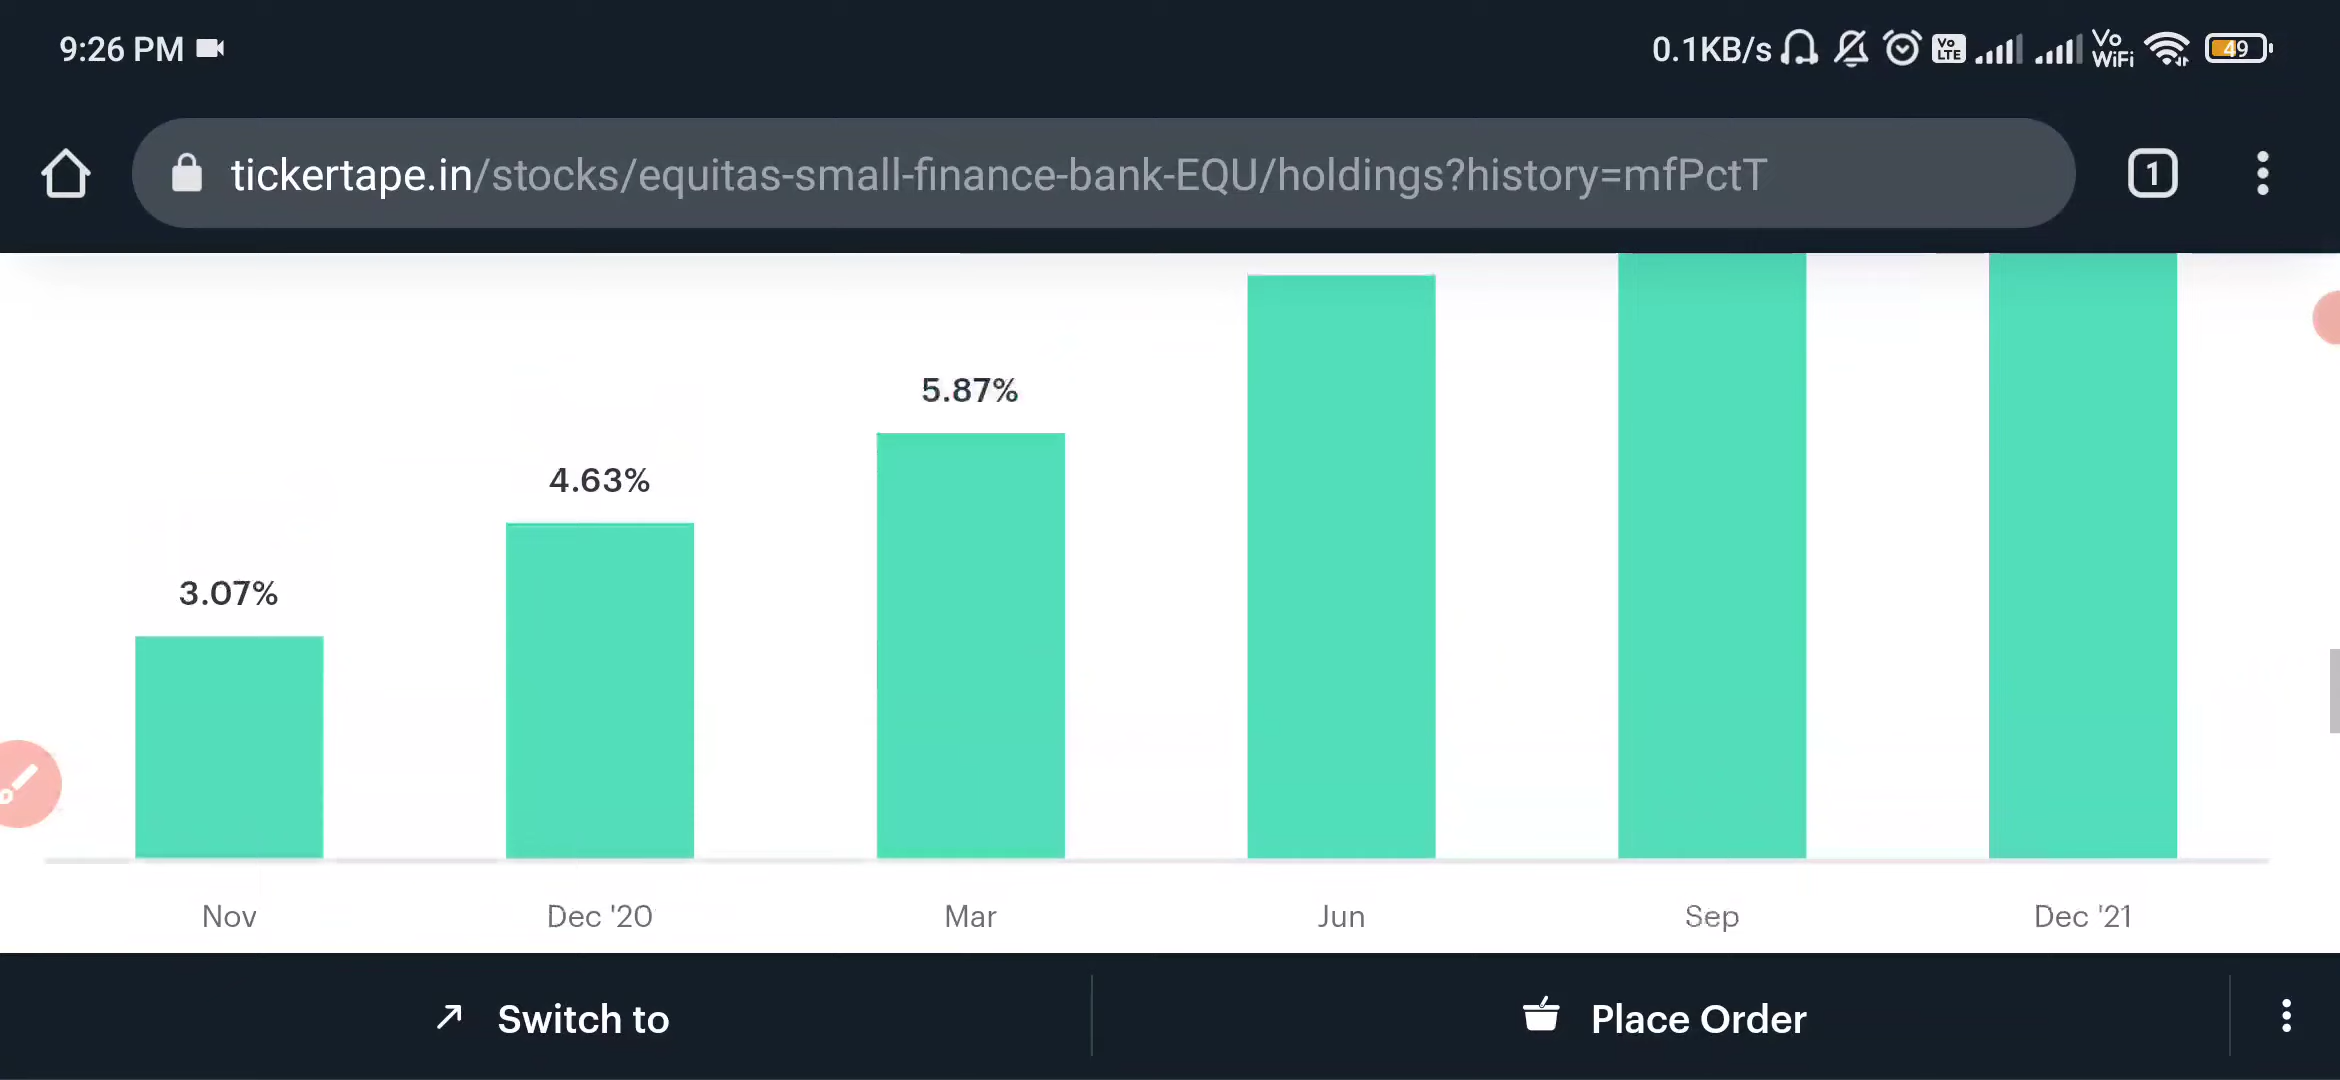 9:26 PM
0.1KB/s
Vo LTE
Vo WiFi
49
tickertape.in/stocks/equitas-small-finance-bank-EQU/holdings?history=mfPctT
1
5.87%
4.63%
3.07%
Nov
Dec '20
Mar
Jun
Sep
Dec '21
Switch to
Place Order